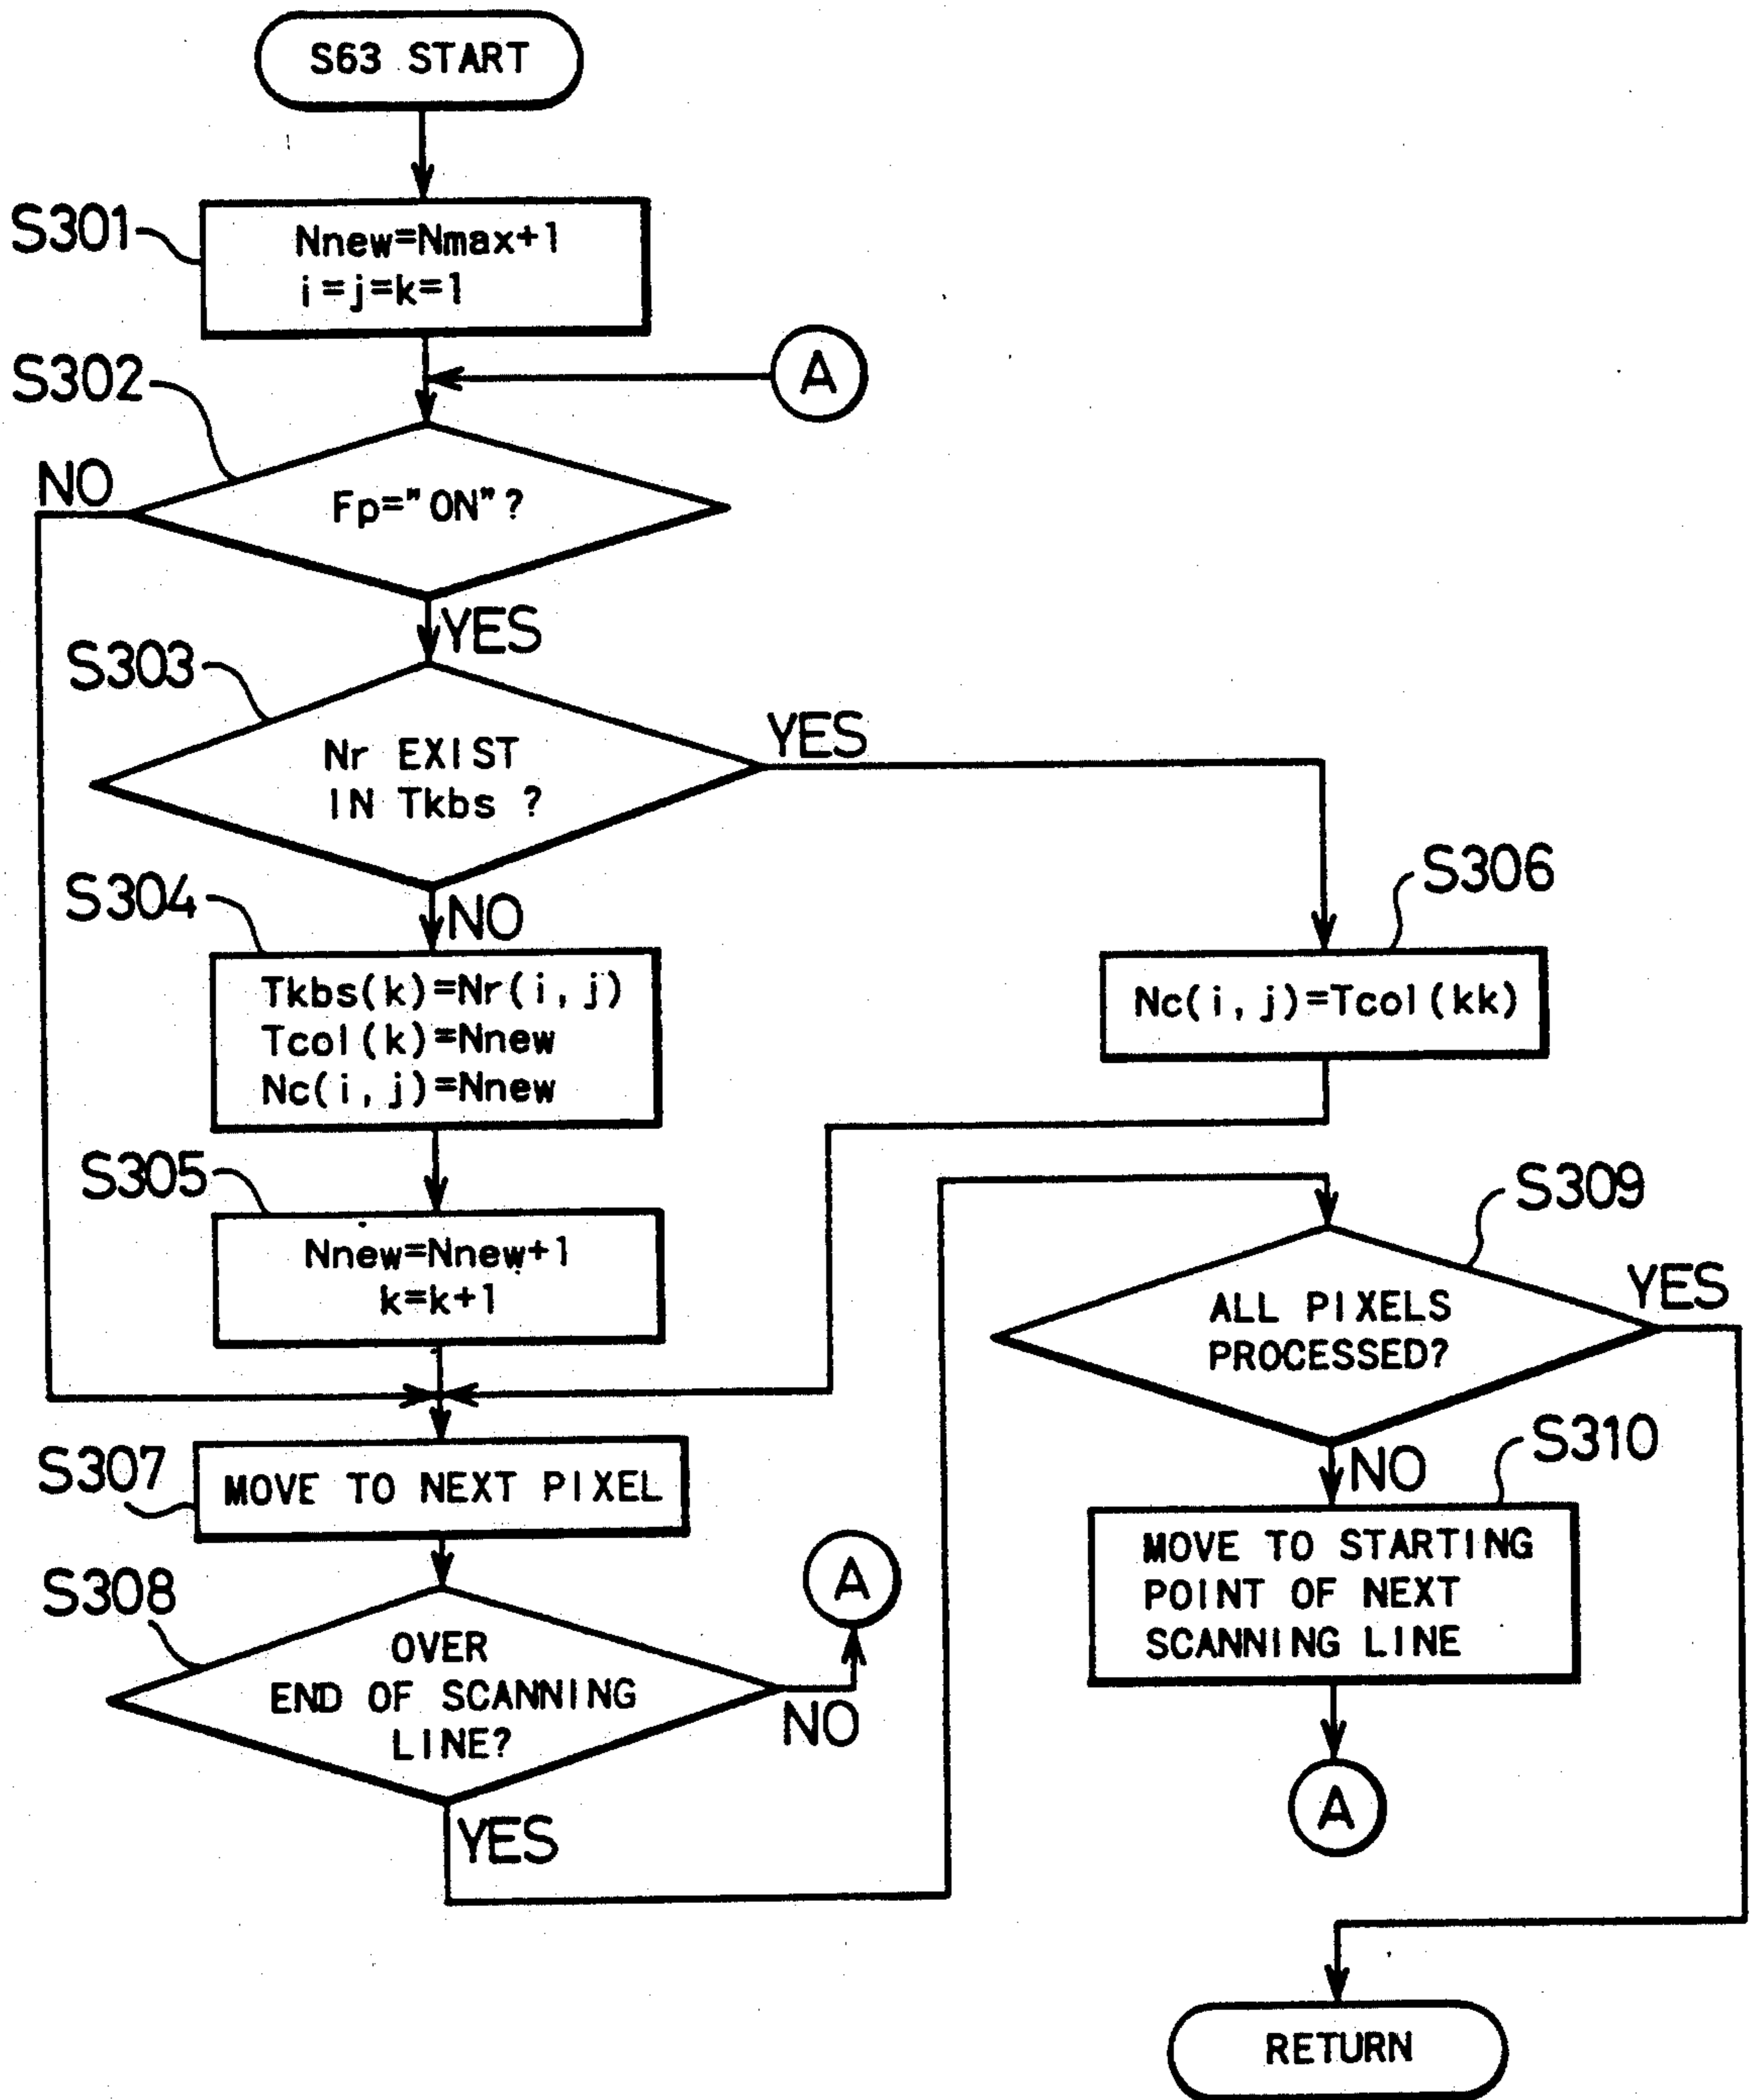 S63 START
S301
Nnew=Nmax+1
i=j=k=1
A
S302
NO
Fp="ON"?
YES
S303
Nr EXIST
IN Tkbs ?
YES
S304
NO
Tkbs(k)=Nr(i,j)
Tcol(k)=Nnew
Nc(i,j)=Nnew
S306
Nc(i,j)=Tcol(kk)
S305
Nnew=Nnew+1
k=k+1
S307
MOVE TO NEXT PIXEL
S308
OVER
END OF SCANNING
LINE?
NO
A
YES
S309
ALL PIXELS
PROCESSED?
YES
NO
S310
MOVE TO STARTING
POINT OF NEXT
SCANNING LINE
A
RETURN